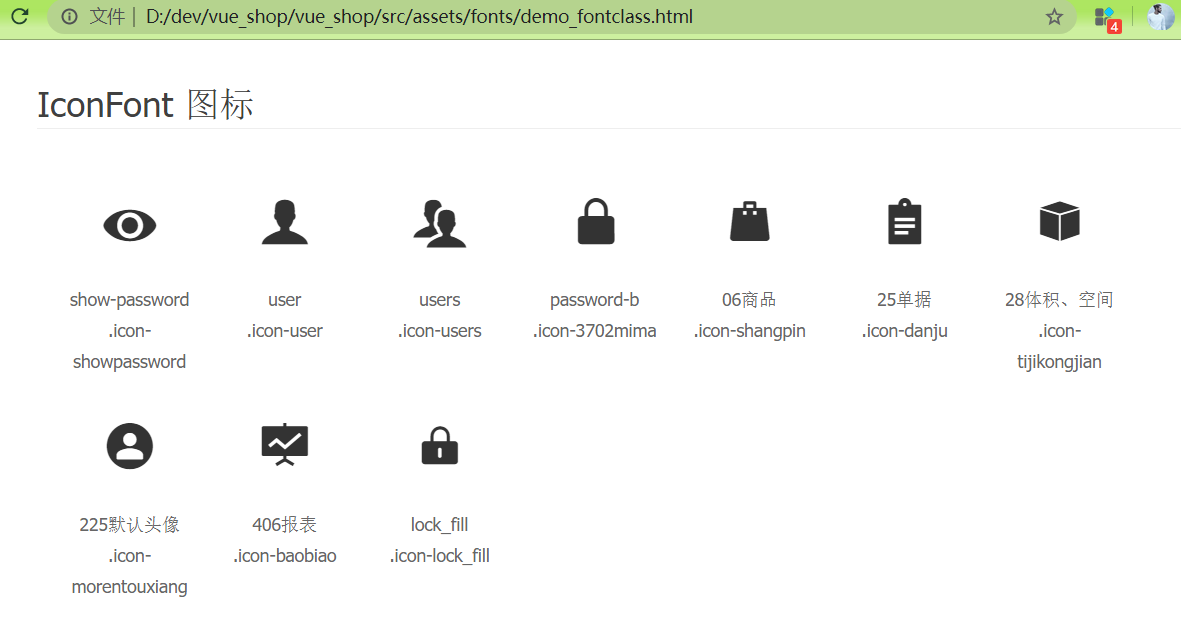 文件 | D:/dev/vue_shop/vue_shop/src/assets/fonts/demo_fontclass.html
4
IconFont 图标
show-password
.icon-
showpassword
user
.icon-user
users
.icon-users
password-b
.icon-3702mima
06商品
.icon-shangpin
25单据
.icon-danju
28体积、空间
.icon-
tijikongjian
225默认头像
.icon-
morentouxiang
406报表
.icon-baobiao
lock_fill
.icon-lock_fill